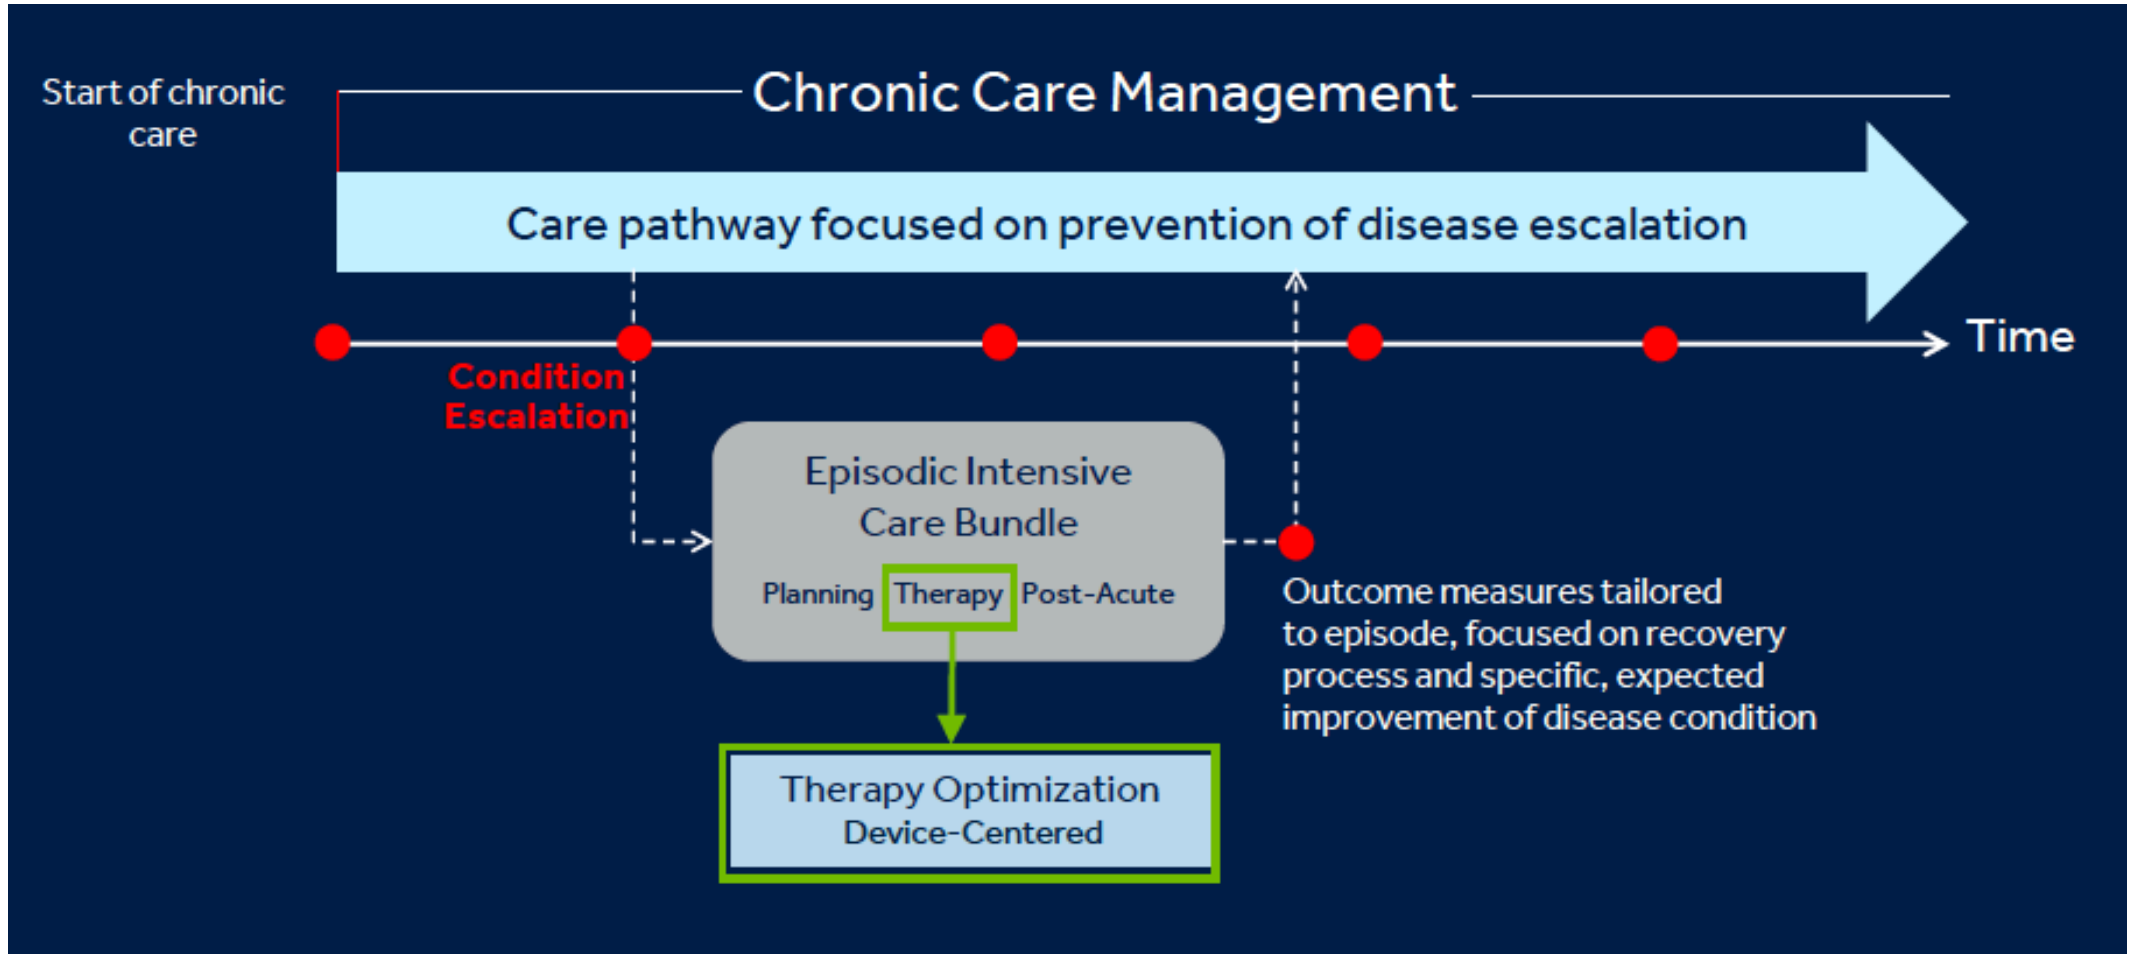 Start of chronic
care
Chronic Care Management
Care pathway focused on prevention of disease escalation
Time
Condition
Escalation
Episodic Intensive
Care Bundle
Planning Therapy Post-Acute
Outcome measures tailored
to episode, focused on recovery
process and specific, expected
improvement of disease condition
Therapy Optimization
Device-Centered